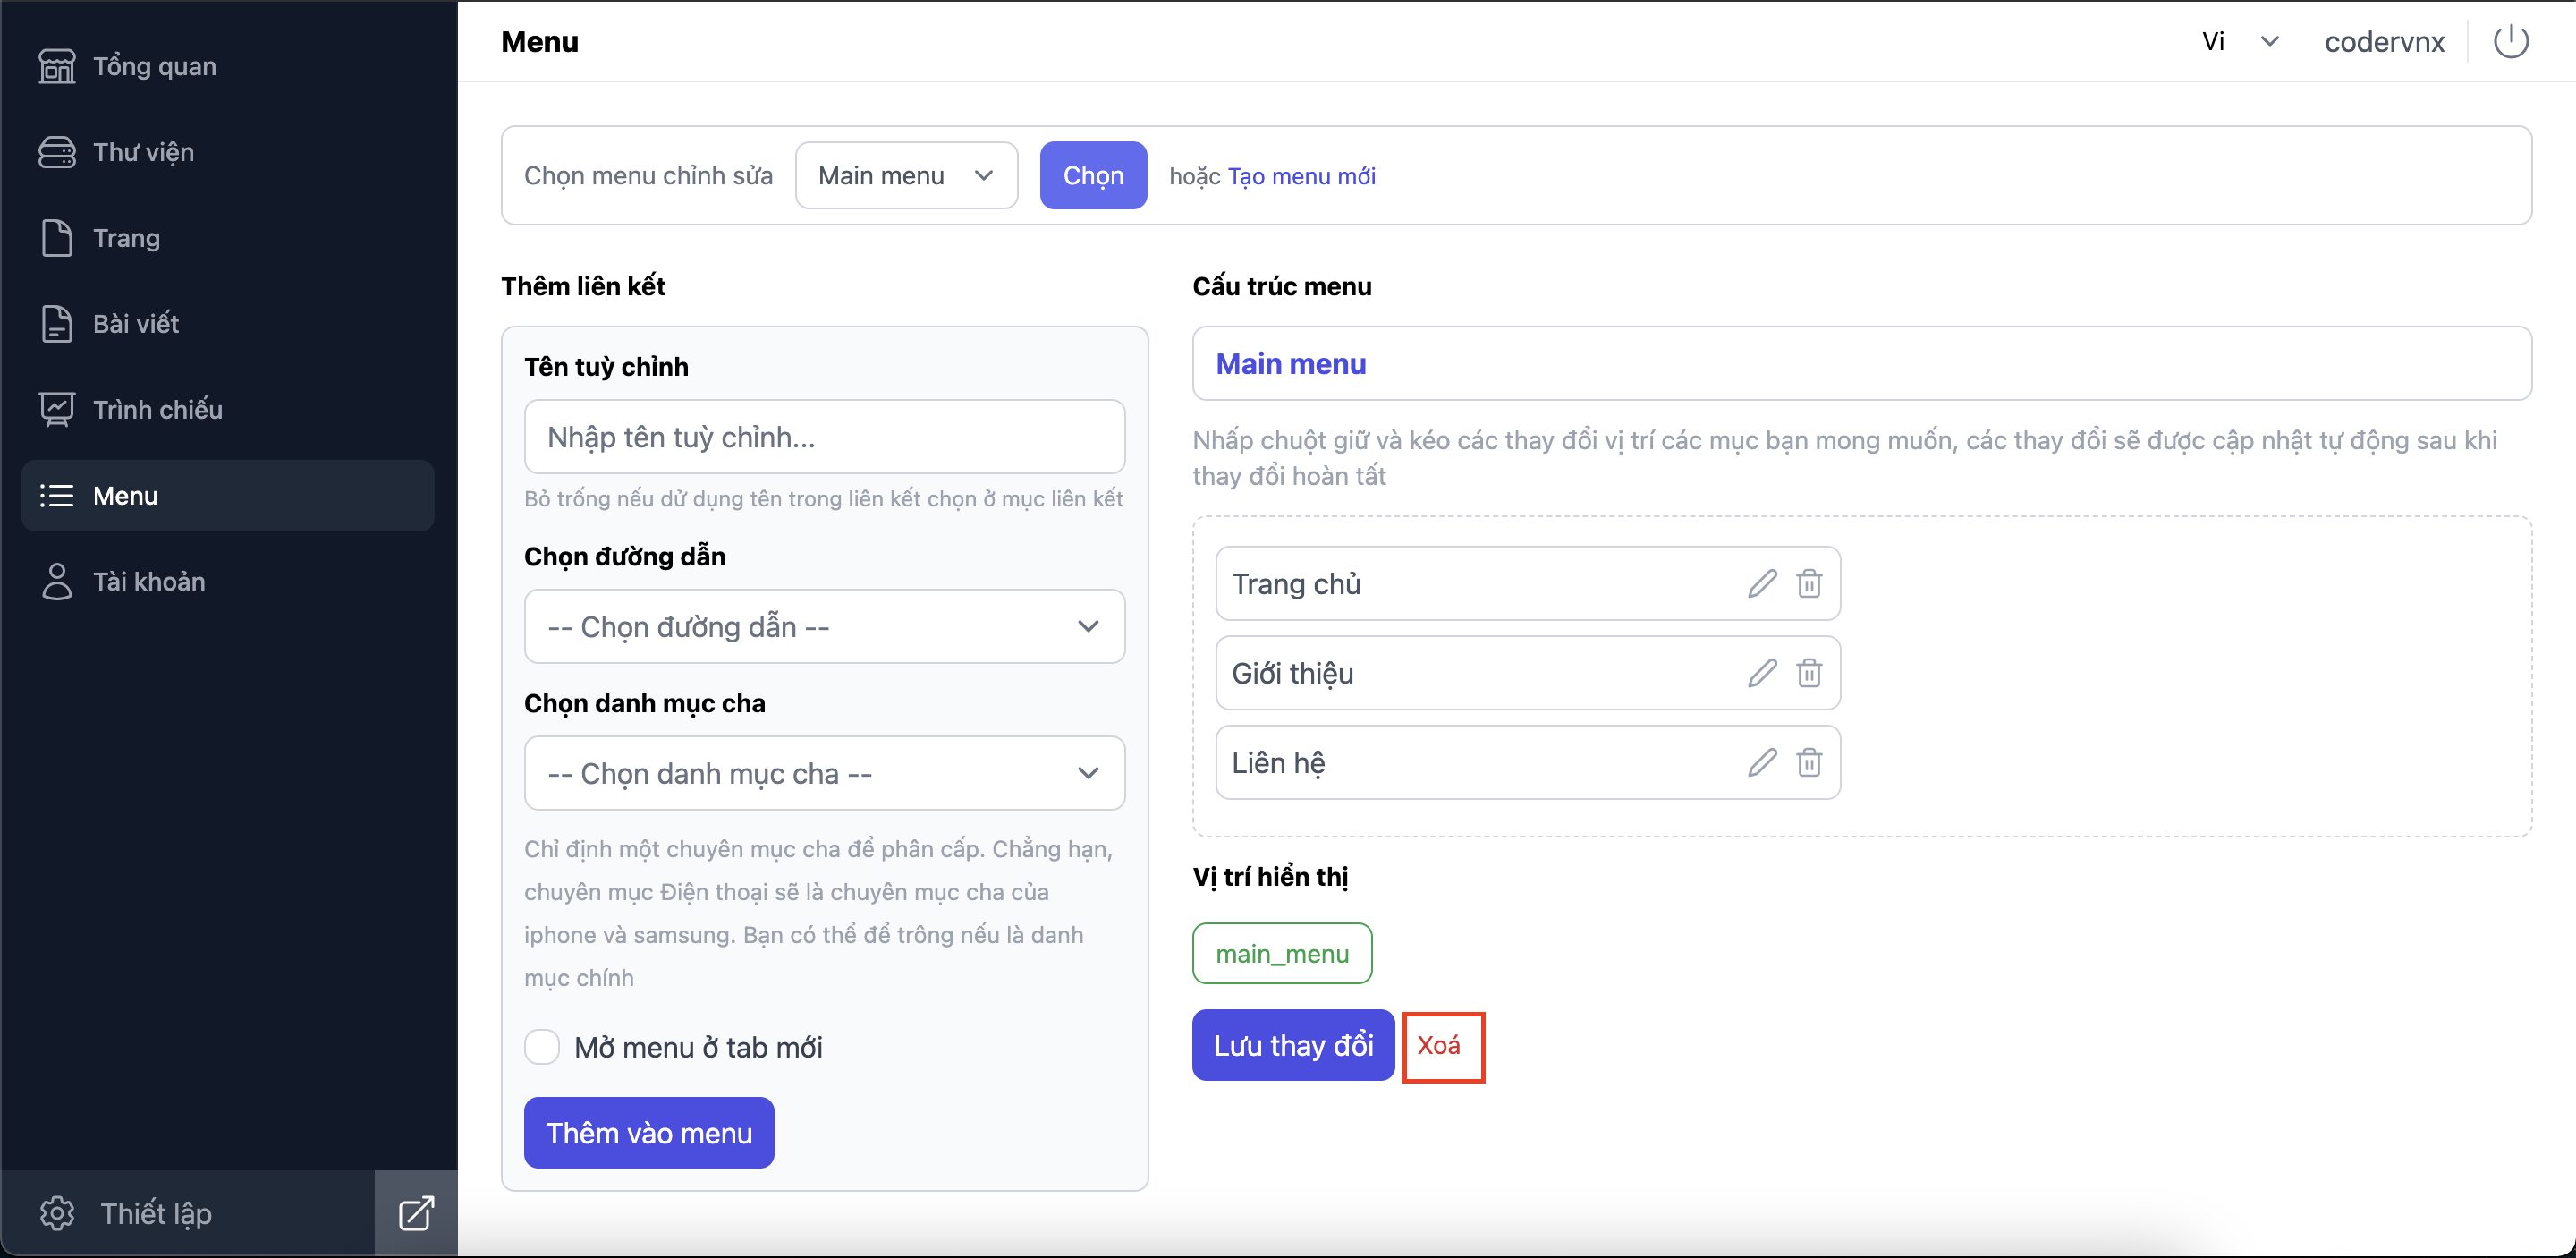 Tổng quan
Thư viện
Trang
Bài viết
Trình chiếu
Menu
Tài khoản
Thiết lập
Menu
Vi
codervnx
Chọn menu chỉnh sửa
Main menu
Chọn
hoặc Tạo menu mới
Thêm liên kết
Tên tuỳ chỉnh
Nhập tên tuỳ chỉnh...
Bỏ trống nếu dử dụng tên trong liên kết chọn ở mục liên kết
Chọn đường dẫn
-- Chọn đường dẫn --
Chọn danh mục cha
-- Chọn danh mục cha --
Chỉ định một chuyên mục cha để phân cấp. Chẳng hạn,
chuyên mục Điện thoại sẽ là chuyên mục cha của
iphone và samsung. Bạn có thể để trông nếu là danh
mục chính
Mở menu ở tab mới
Thêm vào menu
Cấu trúc menu
Main menu
Nhấp chuột giữ và kéo các thay đổi vị trí các mục bạn mong muốn, các thay đổi sẽ được cập nhật tự động sau khi
thay đổi hoàn tất
Trang chủ
Giới thiệu
Liên hệ
Vị trí hiển thị
main_menu
Lưu thay đổi
Xoá